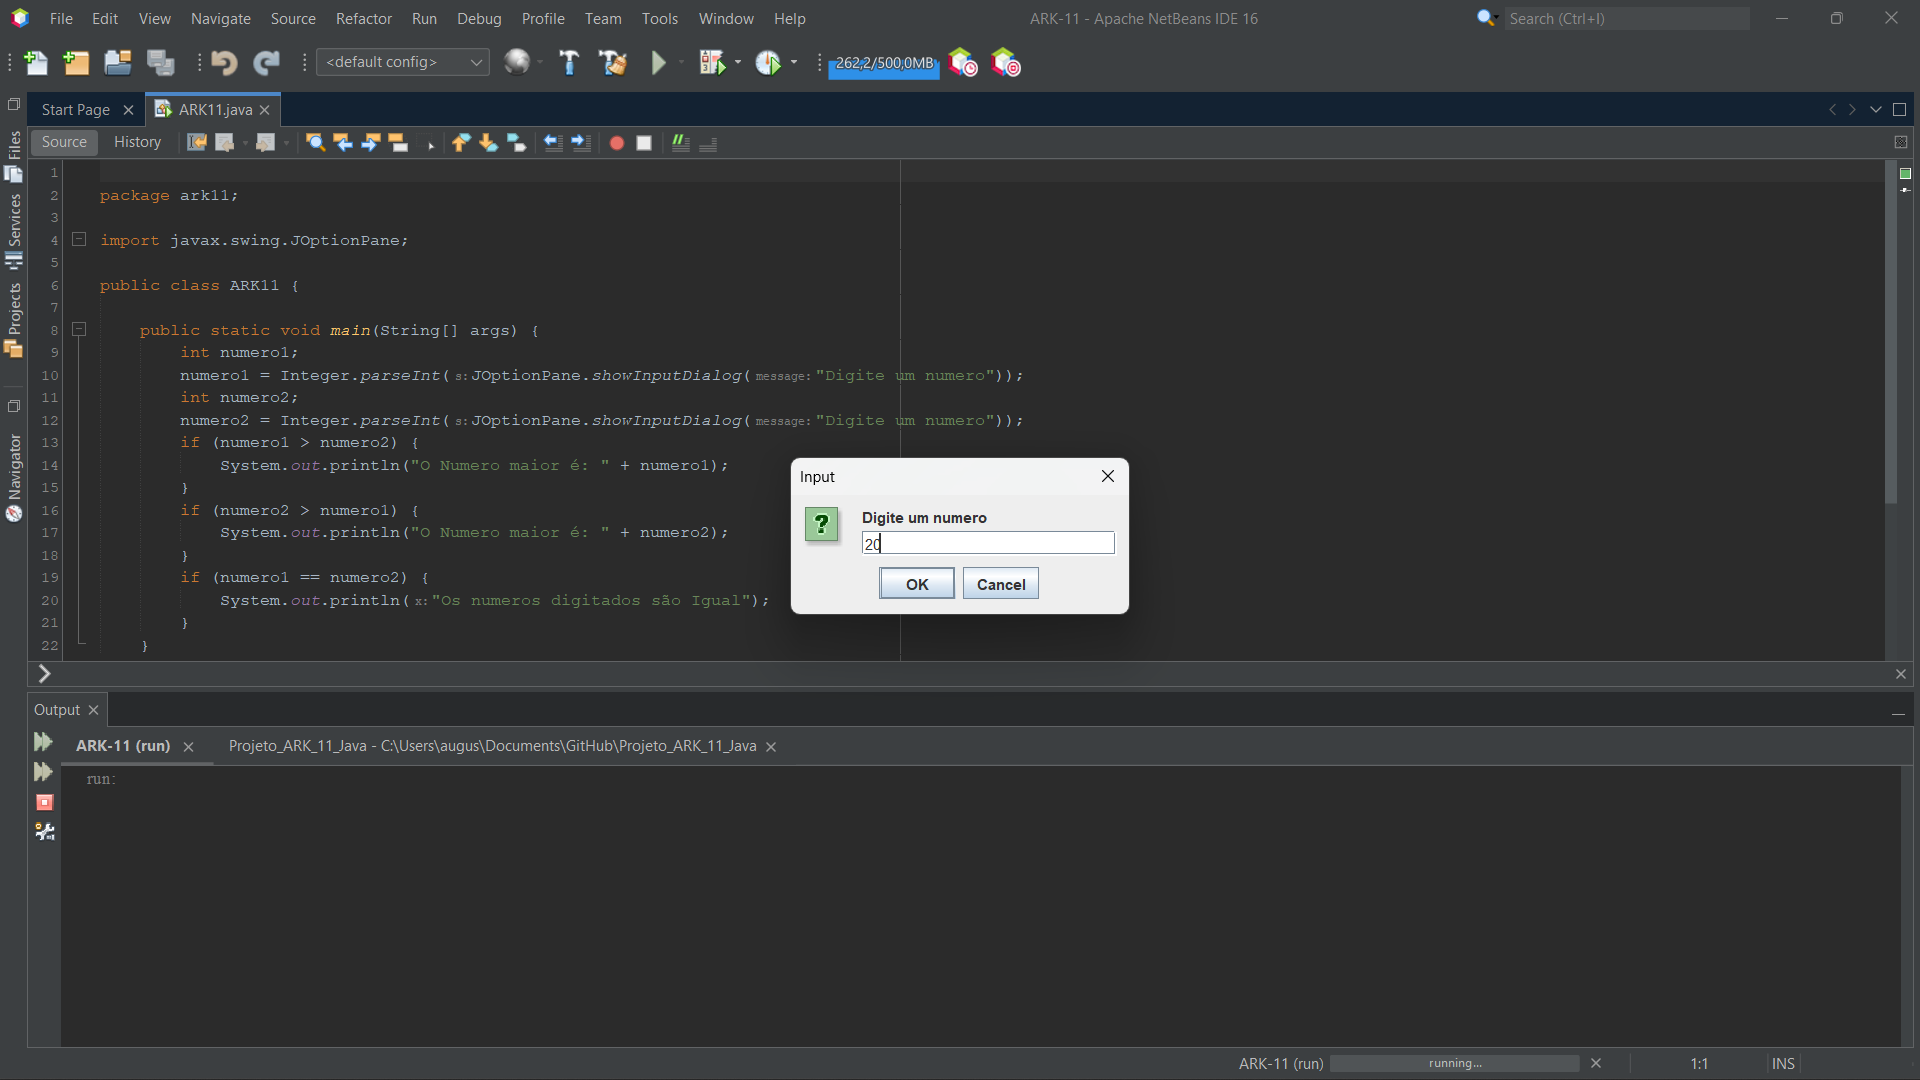 File Edit View Navigate Source Refactor Run Debug Profile Team Tools Window Help
ARK-11 - Apache NetBeans IDE 16
Search (Ctrl+I)
<default config>
262,2/500,0MB
Start Page
ARK11.java
Source
History
Files
Services
Projects
Navigator
1
2 package ark11;
3
4 import javax.swing.JOptionPane;
5
6 public class ARK11 {
7
8 public static void main(String[] args) {
9 int numero1;
10 numero1 = Integer.parseInt( s: JOptionPane.showInputDialog( message: "Digite um numero"));
11 int numero2;
12 numero2 = Integer.parseInt( s: JOptionPane.showInputDialog( message: "Digite um numero"));
13 if (numero1 > numero2) {
14 System.out.println("O Numero maior é: " + numero1);
15 }
16 if (numero2 > numero1) {
17 System.out.println("O Numero maior é: " + numero2);
18 }
19 if (numero1 == numero2) {
20 System.out.println( x: "Os numeros digitados são Igual");
21 }
22 }
Input
?
Digite um numero
20
OK
Cancel
Output
ARK-11 (run)
Projeto_ARK_11_Java - C:\Users\augus\Documents\GitHub\Projeto_ARK_11_Java
run:
ARK-11 (run)
running...
1:1
INS